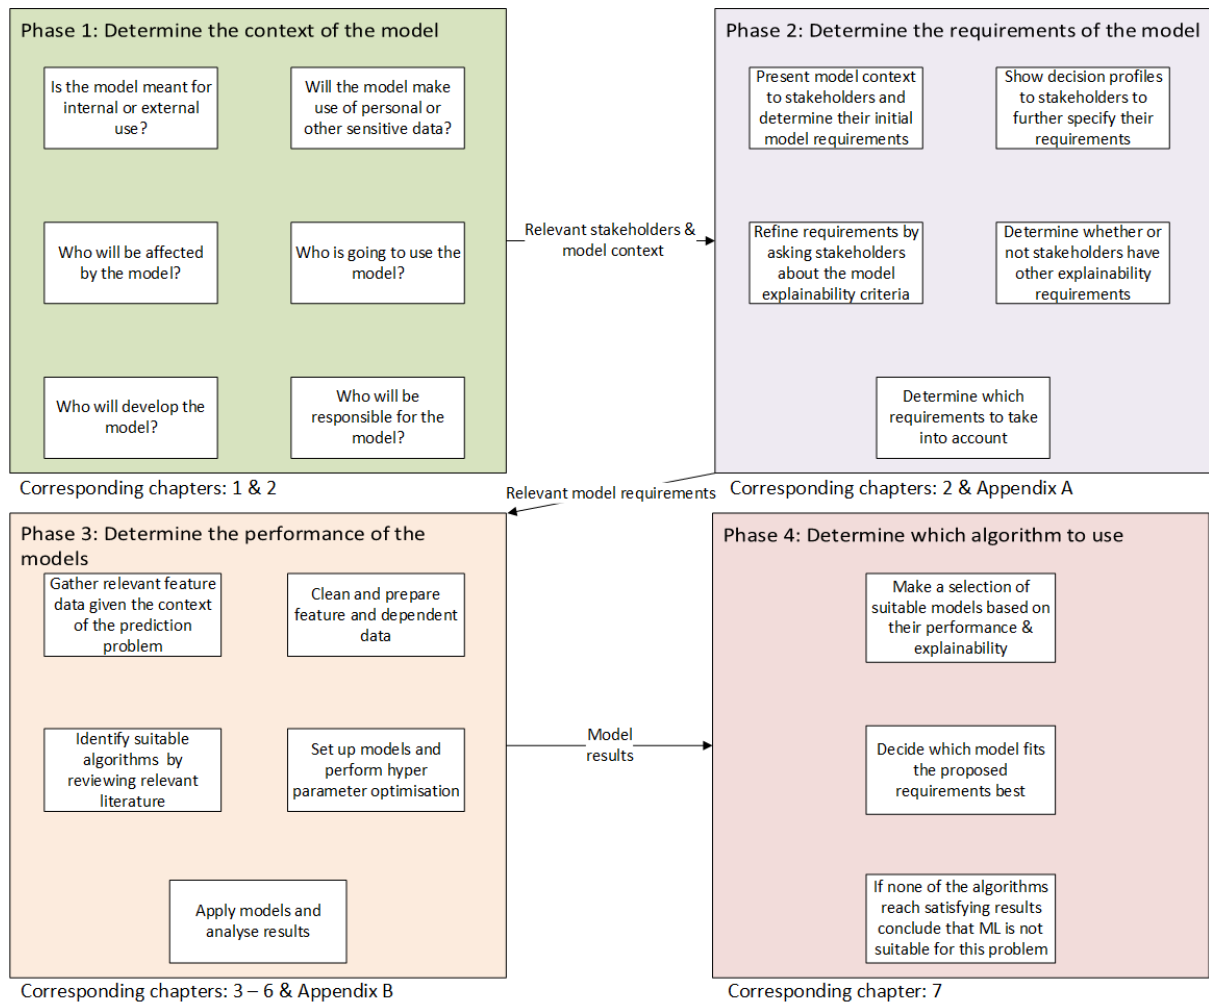 Phase 1: Determine the context of the model
Is the model meant for
internal or external
use?
Will the model make
use of personal or
other sensitive data?
Who will be affected
by the model?
Who is going to use the
model?
Who will develop the
model?
Who will be
responsible for the
model?
Corresponding chapters: 1 & 2
Relevant stakeholders &
model context
Phase 2: Determine the requirements of the model
Present model context
to stakeholders and
determine their initial
model requirements
Show decision profiles
to stakeholders to
further specify their
requirements
Refine requirements by
asking stakeholders
about the model
explainability criteria
Determine whether or
not stakeholders have
other explainability
requirements
Determine which
requirements to take
into account
Corresponding chapters: 2 & Appendix A
Relevant model requirements
Phase 3: Determine the performance of the
models
Gather relevant feature
data given the context
of the prediction
problem
Clean and prepare
feature and dependent
data
Identify suitable
algorithms by
reviewing relevant
literature
Set up models and
perform hyper
parameter optimisation
Apply models and
analyse results
Corresponding chapters: 3 – 6 & Appendix B
Model
results
Phase 4: Determine which algorithm to use
Make a selection of
suitable models based on
their performance &
explainability
Decide which model fits
the proposed
requirements best
If none of the algorithms
reach satisfying results
conclude that ML is not
suitable for this problem
Corresponding chapter: 7